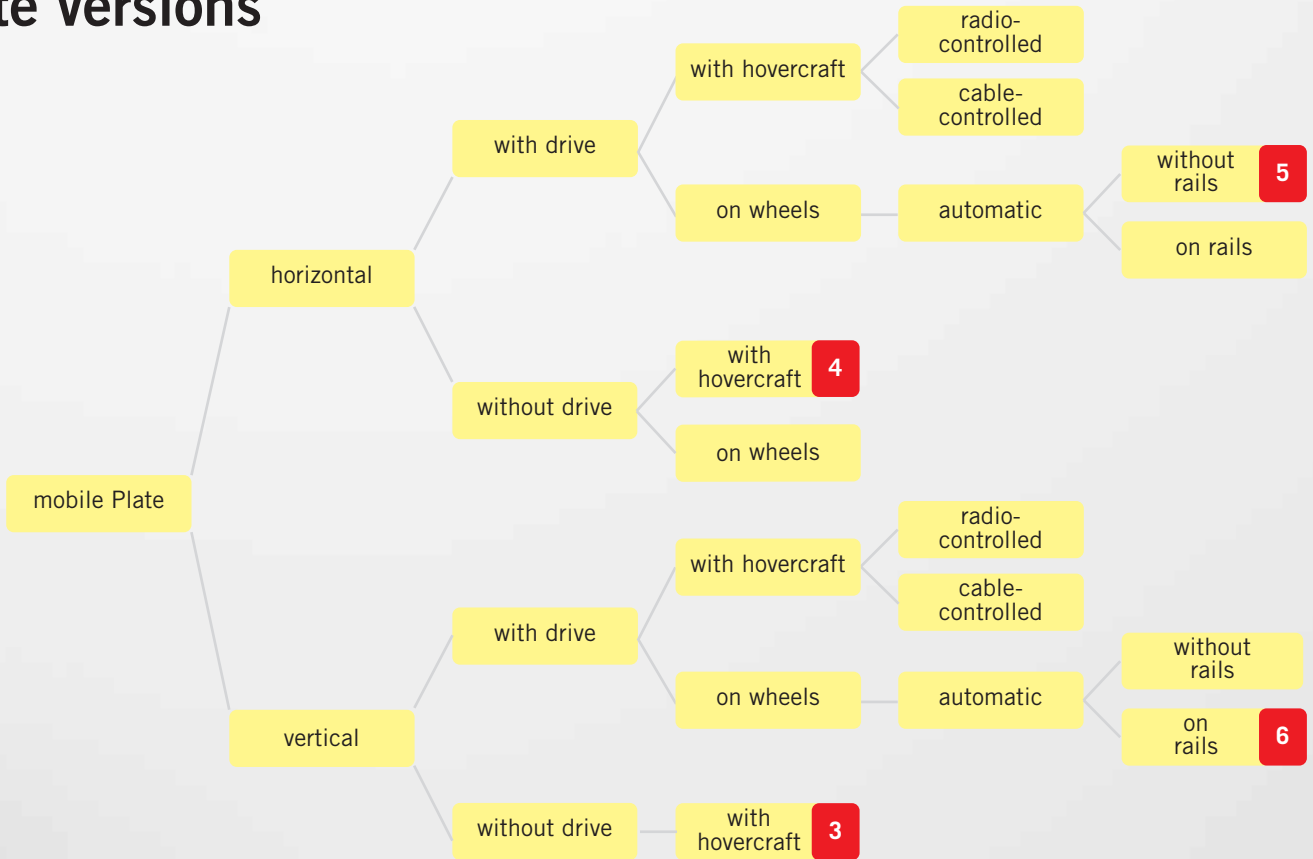 Versions
radio-
controlled
with hovercraft
cable-
controlled
with drive
without
rails
5
on wheels
automatic
on rails
horizontal
with
hovercraft
4
without drive
on wheels
mobile Plate
radio-
controlled
with hovercraft
cable-
controlled
with drive
without
rails
on wheels
automatic
on
rails
6
vertical
without drive
with
hovercraft
3